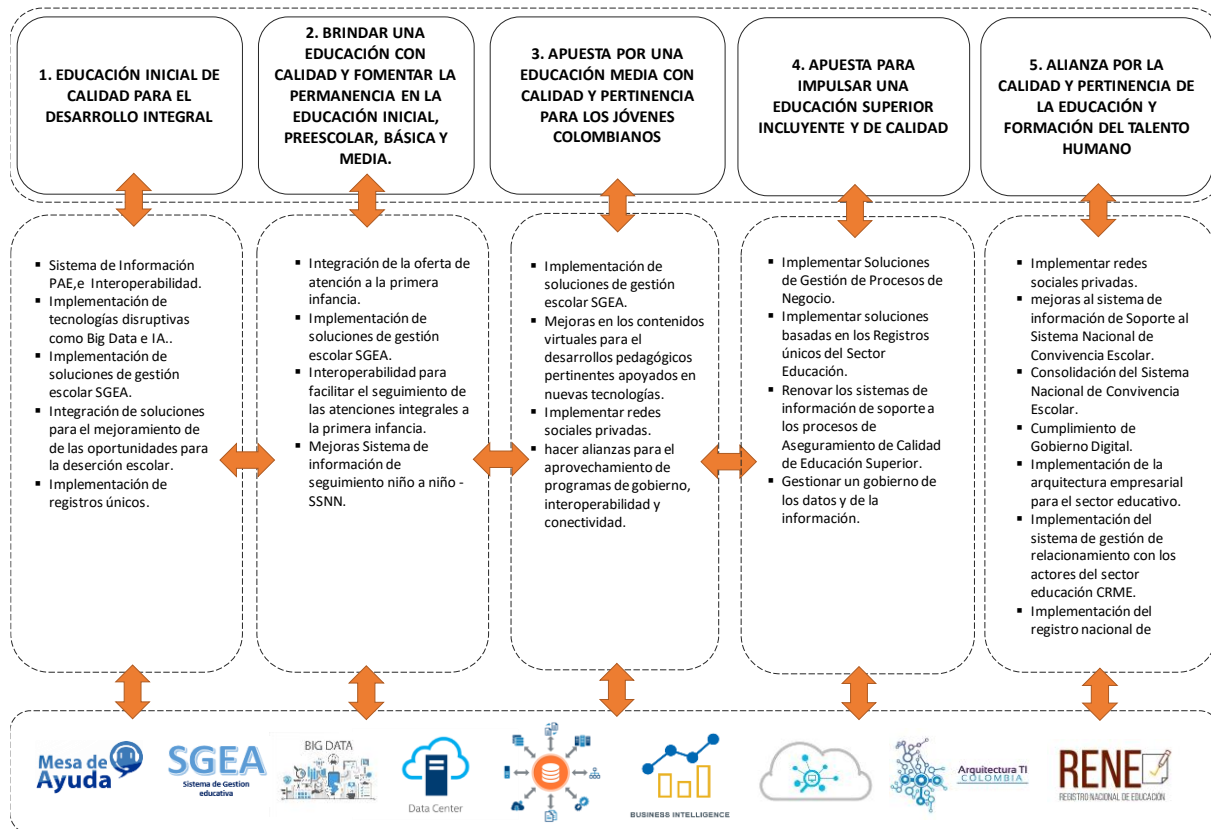 1. EDUCACIÓN INICIAL DE
CALIDAD PARA EL
DESARROLLO INTEGRAL
2. BRINDAR UNA
EDUCACIÓN CON
CALIDAD Y FOMENTAR LA
PERMANENCIA EN LA
EDUCACIÓN INICIAL,
PREESCOLAR, BÁSICA Y
MEDIA.
3. APUESTA POR UNA
EDUCACIÓN MEDIA CON
CALIDAD Y PERTINENCIA
PARA LOS JÓVENES
COLOMBIANOS
4. APUESTA PARA
IMPULSAR UNA
EDUCACIÓN SUPERIOR
INCLUYENTE Y DE CALIDAD
5. ALIANZA POR LA
CALIDAD Y PERTINENCIA DE
LA EDUCACIÓN Y
FORMACIÓN DEL TALENTO
HUMANO
▪ Sistema de Información
PAE,e Interoperabilidad.
▪ Implementación de
tecnologías disruptivas
como Big Data e IA..
▪ Implementación de
soluciones de gestión
escolar SGEA.
▪ Integración de soluciones
para el mejoramiento de
de las oportunidades para
la deserción escolar.
▪ Implementación de
registros únicos.
▪ Integración de la oferta de
atención a la primera
infancia.
▪ Implementación de
soluciones de gestión
escolar SGEA.
▪ Interoperabilidad para
facilitar el seguimiento de
las atenciones integrales a
la primera infancia.
▪ Mejoras Sistema de
información de
seguimiento niño a niño -
SSNN.
▪ Implementación de
soluciones de gestión
escolar SGEA.
▪ Mejoras en los contenidos
virtuales para el
desarrollos pedagógicos
pertinentes apoyados en
nuevas tecnologías.
▪ Implementar redes
sociales privadas.
▪ hacer alianzas para el
aprovechamiento de
programas de gobierno,
interoperabilidad y
conectividad.
▪ Implementar Soluciones
de Gestión de Procesos de
Negocio.
▪ Implementar soluciones
basadas en los Registros
únicos del Sector
Educación.
▪ Renovar los sistemas de
información de soporte a
los procesos de
Aseguramiento de Calidad
de Educación Superior.
▪ Gestionar un gobierno de
los datos y de la
información.
▪ Implementar redes
sociales privadas.
▪ mejoras al sistema de
información de Soporte al
Sistema Nacional de
Convivencia Escolar.
▪ Consolidación del Sistema
Nacional de Convivencia
Escolar.
▪ Cumplimiento de
Gobierno Digital.
▪ Implementación de la
arquitectura empresarial
para el sector educativo.
▪ Implementación del
sistema de gestión de
relacionamiento con los
actores del sector
educación CRME.
▪ Implementación del
registro nacional de
Mesa de
Ayuda
SGEA
Sistema de Gestion
educativa
BIG DATA
Data Center
BUSINESS INTELLIGENCE
Arquitectura TI
COLOMBIA
RENE
REGISTRO NACIONAL DE EDUCACIÓN